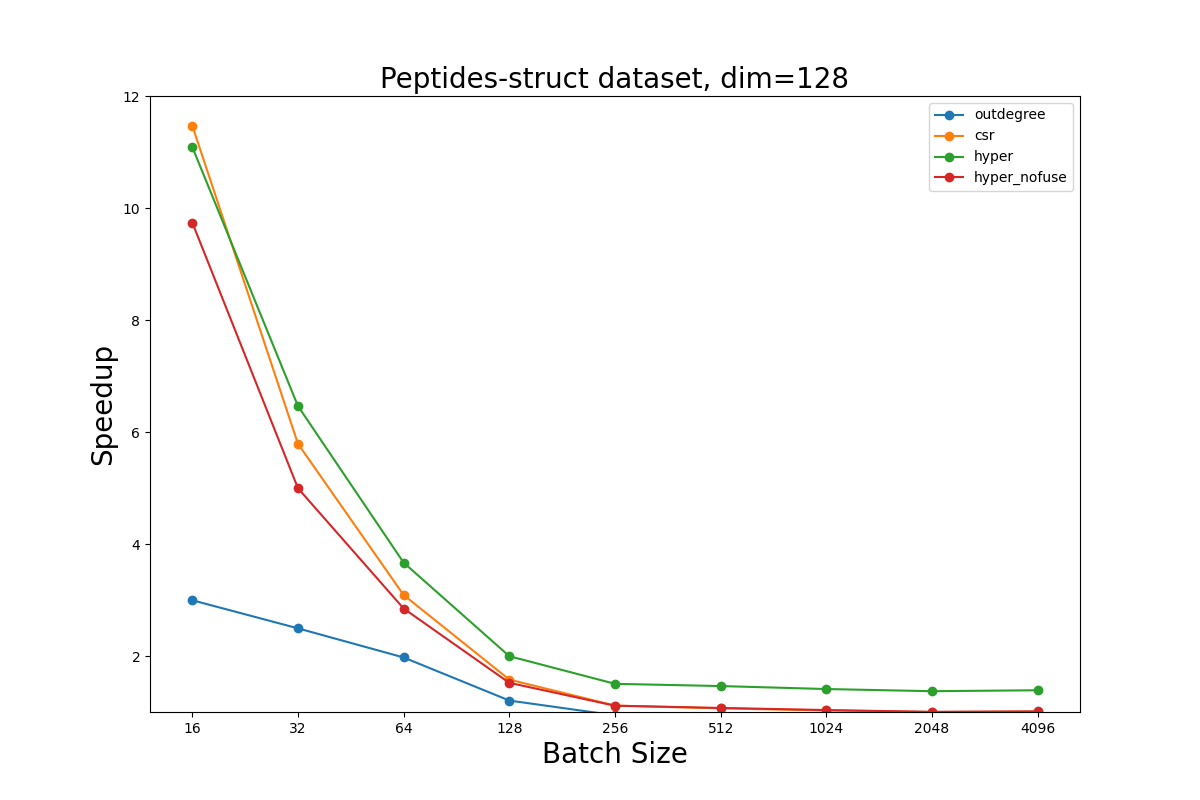 Peptides-struct dataset, dim=128
12
10
8
6
4
2
Speedup
outdegree
csr
hyper
hyper_nofuse
16 32 64 128 256 512 1024 2048 4096
Batch Size